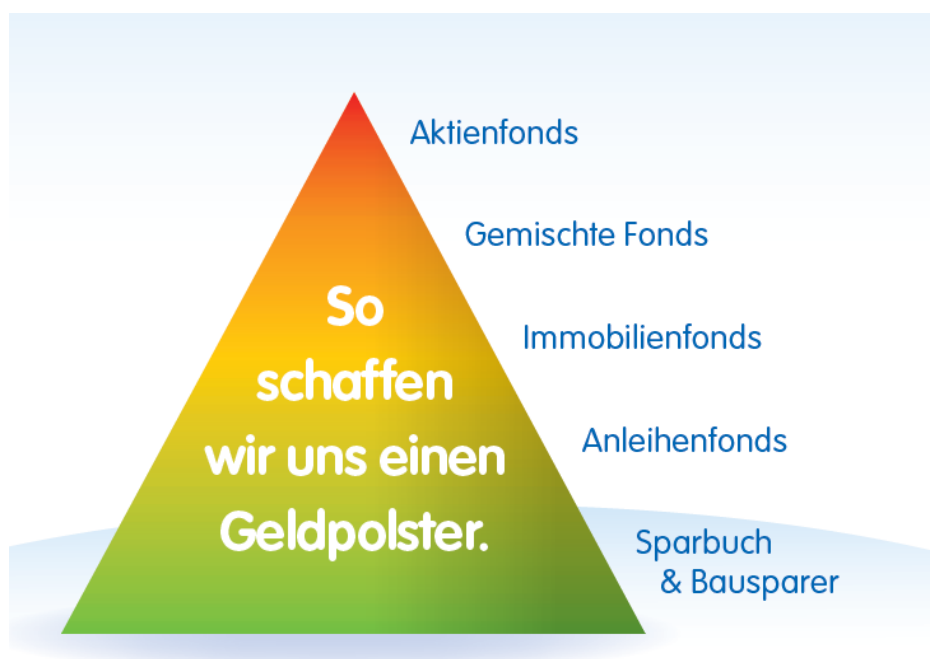 Aktienfonds
Gemischte Fonds
So
Immobilienfonds
schaffen
Anleihenfonds
wir uns einen
Geldpolster.
Sparbuch
& Bausparer